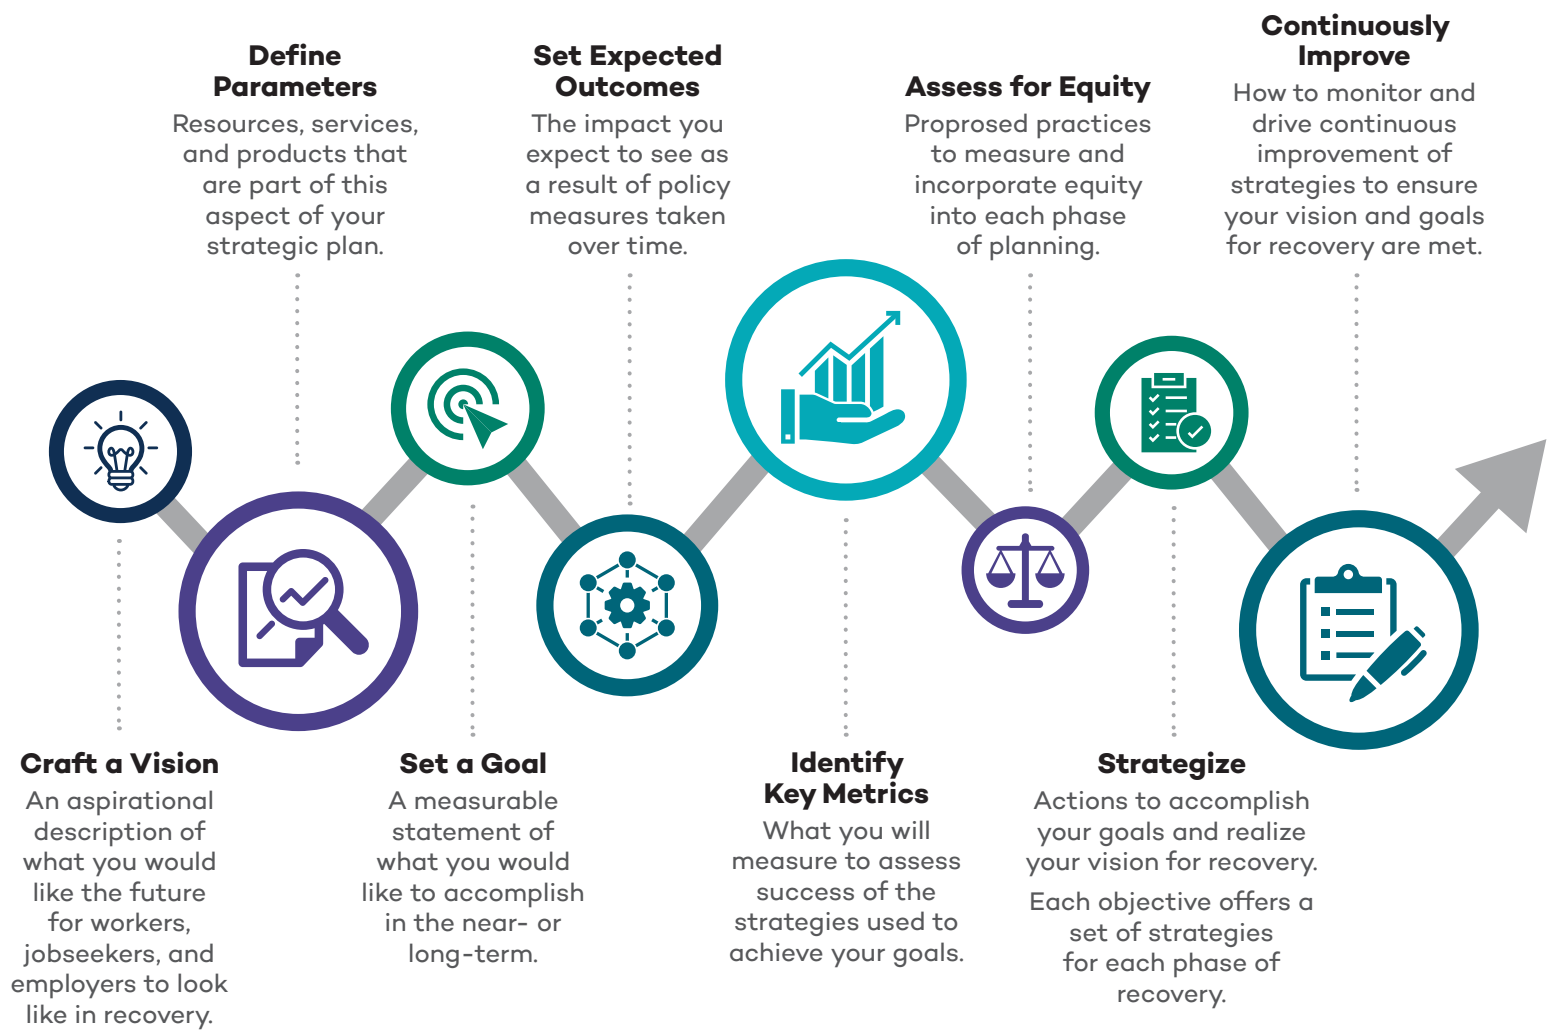 Define
Parameters
Resources, services,
and products that
are part of this
aspect of your
strategic plan.
Set Expected
Outcomes
The impact you
expect to see as
a result of policy
measures taken
over time.
Assess for Equity
Proprosed practices
to measure and
incorporate equity
into each phase
of planning.
Continuously
Improve
How to monitor and
drive continuous
improvement of
strategies to ensure
your vision and goals
for recovery are met.
Craft a Vision
An aspirational
description of
what you would
like the future
for workers,
jobseekers, and
employers to look
like in recovery.
Set a Goal
A measurable
statement of
what you would
like to accomplish
in the near- or
long-term.
Identify
Key Metrics
What you will
measure to assess
success of the
strategies used to
achieve your goals.
Strategize
Actions to accomplish
your goals and realize
your vision for recovery.
Each objective offers a
set of strategies
for each phase of
recovery.